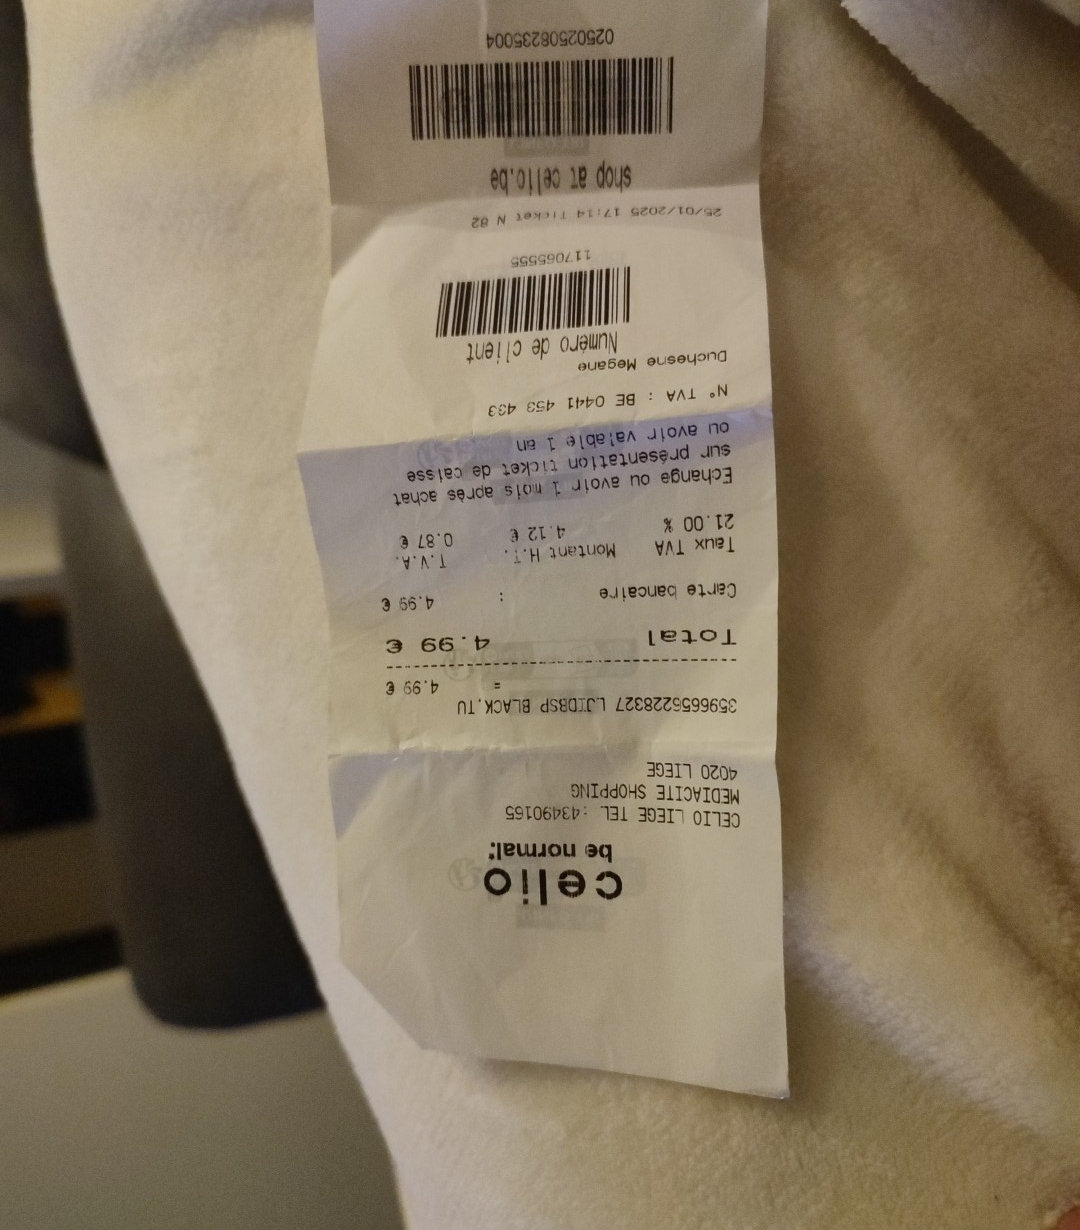 celio
be normal.
CELIO LIEGE TEL :43490165
MEDIACITE SHOPPING
4020 LIEGE
3596656228327 LJIDBSP BLACK.TU
= 4.99 €
Total 4.99 €
Carte bancaire : 4.99 €
Taux TVA Montant H.T. T.V.A.
21.00 % 4.12 € 0.87 €
Echange ou avoir 1 mois après achat
sur présentation ticket de caisse
ou avoir valable 1 an
N° TVA : BE 0441 453 433
Duchesne Megane
Numéro de client
117065555
25/01/2025 17:14 Ticket N 82
shop at celio.be
02502508235004